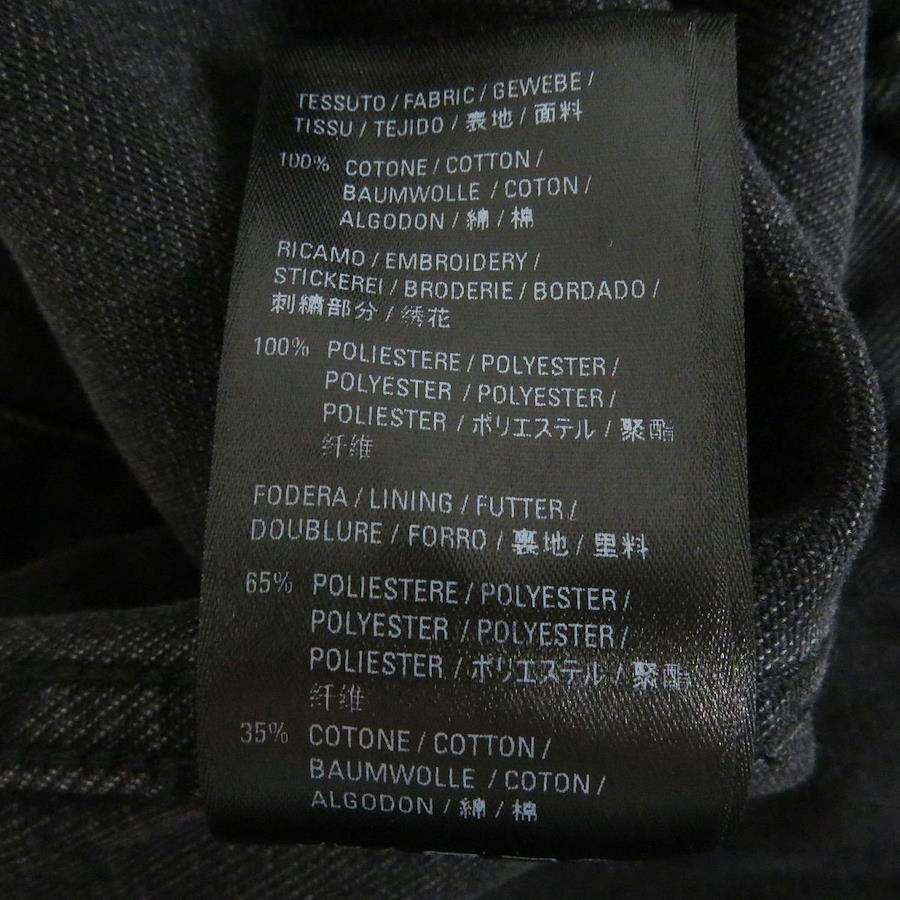 TESSUTO / FABRIC / GEWEBE /
TISSU / TEJIDO / 表地 / 面料
100% COTONE / COTTON /
BAUMWOLLE / COTON /
ALGODON / 綿 / 棉
RICAMO / EMBROIDERY /
STICKEREI / BRODERIE / BORDADO /
刺繍部分 / 绣花
100% POLIESTERE / POLYESTER /
POLYESTER / POLYESTER /
POLIESTER / ポリエステル / 聚酯
纤维
FODERA / LINING / FUTTER /
DOUBLURE / FORRO / 裏地 / 里料
65% POLIESTERE / POLYESTER /
POLYESTER / POLYESTER /
POLIESTER / ポリエステル / 聚酯
纤维
35% COTONE / COTTON /
BAUMWOLLE / COTON /
ALGODON / 綿 / 棉